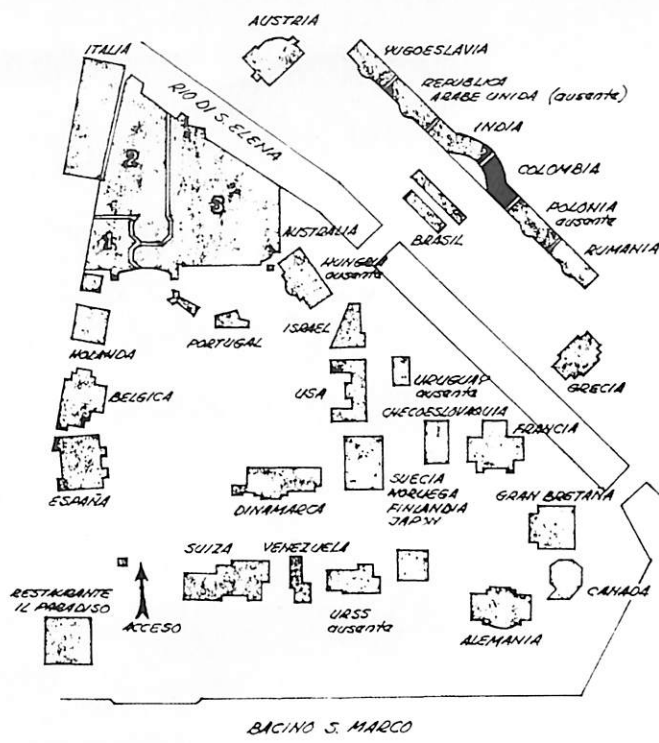 AUSTRIA
ITALIA
YUGOESLAVIA
REPUBLICA
ARABE UNIDA (ausente)
RIO DI S. ELENA
INDIA
COLOMBIA
2
3
1
POLONIA
ausente
BRASIL
RUMANIA
AUSTRALIA
HUNGRIA
ausente
ISRAEL
PORTUGAL
HOLANDA
BELGICA
USA
URUGUAY
ausente
GRECIA
CHECOESLOVAQUIA
FRANCIA
ESPAÑA
DINAMARCA
SUECIA
NORUEGA
FINLANDIA
JAPON
GRAN BRETANA
SUIZA
VENEZUELA
RESTAURANTE
IL PARADISO
ACCESO
URSS
ausente
ALEMANIA
CANADA
BACINO S. MARCO